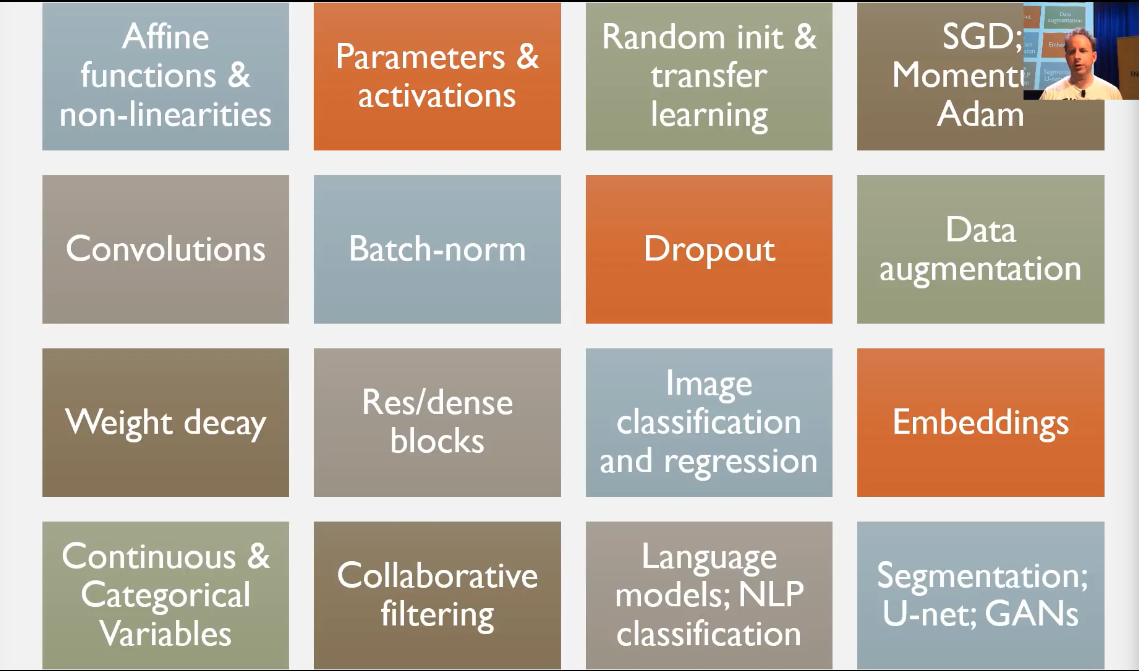 Affine
functions &
non-linearities
Parameters &
activations
Random init &
transfer
learning
SGD;
Adam
Convolutions
Batch-norm
Dropout
Data
augmentation
Weight decay
Res/dense
blocks
Image
classification
and regression
Embeddings
Continuous &
Categorical
Variables
Collaborative
filtering
Language
models; NLP
classification
Segmentation;
U-net; GANs